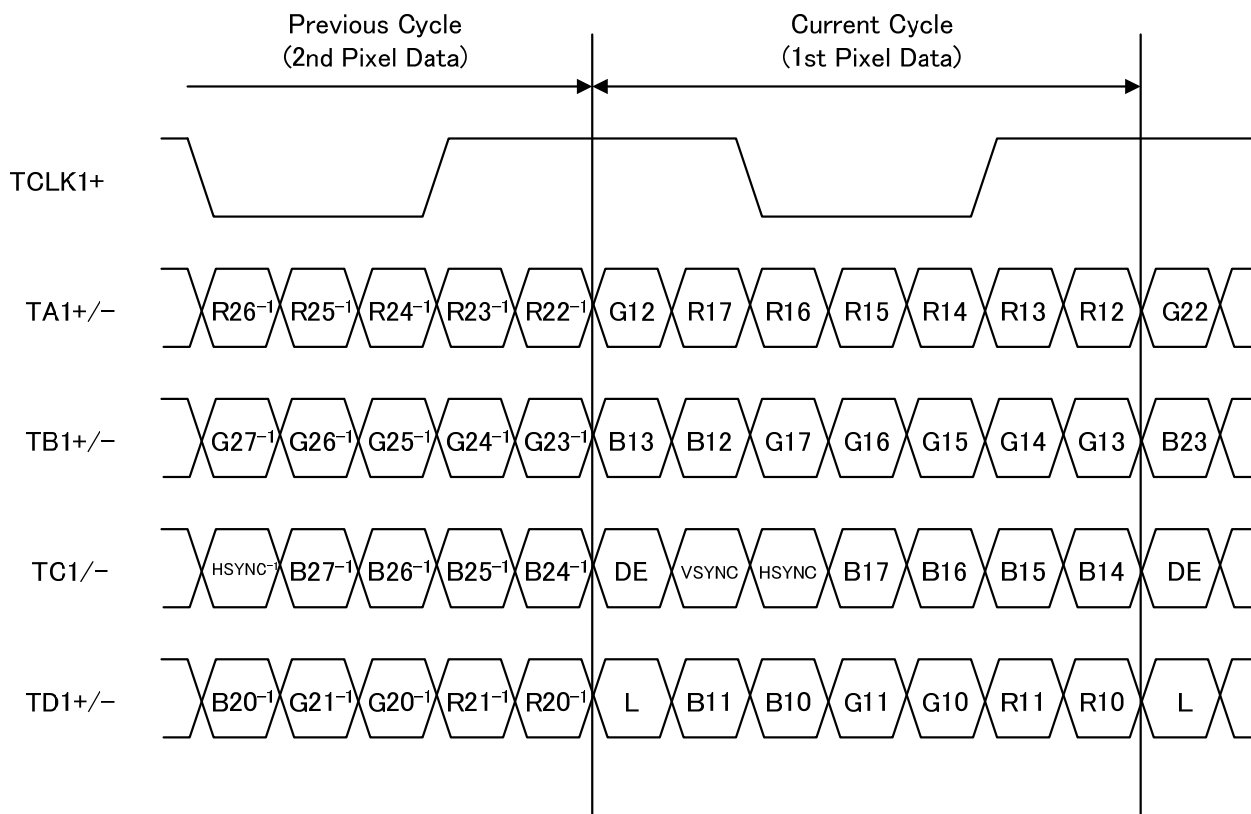 Previous Cycle
(2nd Pixel Data)
Current Cycle
(1st Pixel Data)
TCLK1+
TA1+/- R26⁻¹ R25⁻¹ R24⁻¹ R23⁻¹ R22⁻¹ G12 R17 R16 R15 R14 R13 R12 G22
TB1+/- G27⁻¹ G26⁻¹ G25⁻¹ G24⁻¹ G23⁻¹ B13 B12 G17 G16 G15 G14 G13 B23
TC1/- HSYNC⁻¹ B27⁻¹ B26⁻¹ B25⁻¹ B24⁻¹ DE VSYNC HSYNC B17 B16 B15 B14 DE
TD1+/- B20⁻¹ G21⁻¹ G20⁻¹ R21⁻¹ R20⁻¹ L B11 B10 G11 G10 R11 R10 L